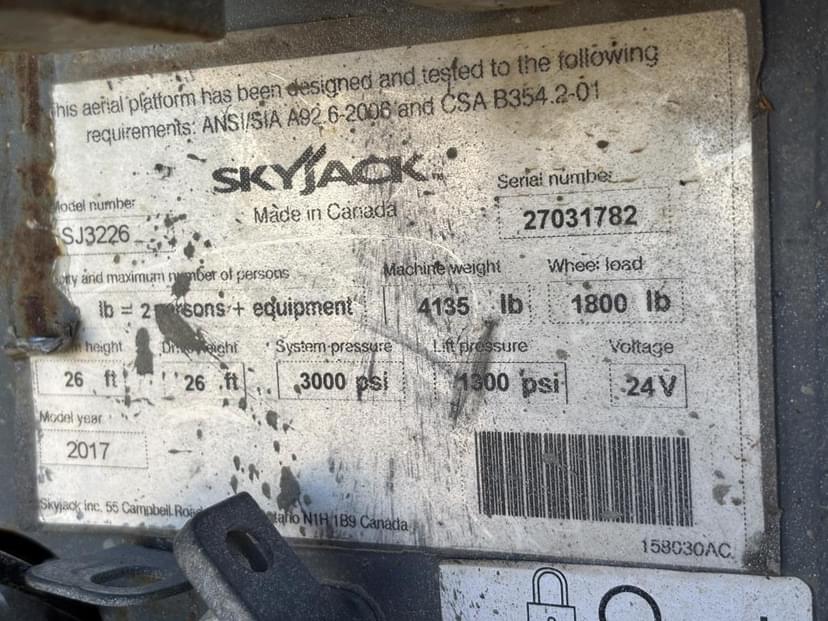 This aerial platform has been designed and tested to the following
requirements: ANSI/SIA A92.6-2006 and CSA B354.2-01
SKYJACK
Made in Canada
Serial number
27031782
Model number
SJ3226
and maximum number of persons
lb = 2 persons + equipment
Machine weight
4135 lb
Wheel load
1800 lb
height
26 ft
Drive height
26 ft
System pressure
3000 psi
Lift pressure
1300 psi
Voltage
24 V
Model year
2017
Skyjack Inc. 55 Campbell Road N1H 1B9 Canada
158030AC